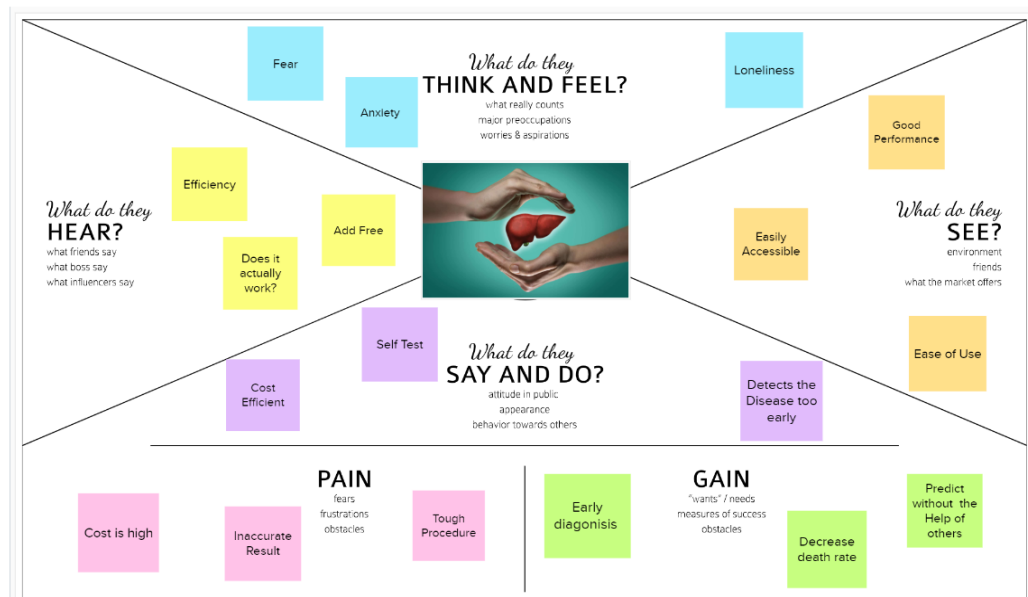 Fear
Anxiety
What do they
THINK AND FEEL?
what really counts
major preoccupations
worries & aspirations
Loneliness
What do they
HEAR?
what friends say
what boss say
what influencers say
Efficiency
Add Free
Does it
actually
work?
What do they
SEE?
environment
friends
what the market offers
Good
Performance
Easily
Accessible
Ease of Use
What do they
SAY AND DO?
attitude in public
appearance
behavior towards others
Self Test
Cost
Efficient
Detects the
Disease too
early
PAIN
fears
frustrations
obstacles
Cost is high
Inaccurate
Result
Tough
Procedure
GAIN
"wants" / needs
measures of success
obstacles
Early
diagonisis
Decrease
death rate
Predict
without the
Help of
others